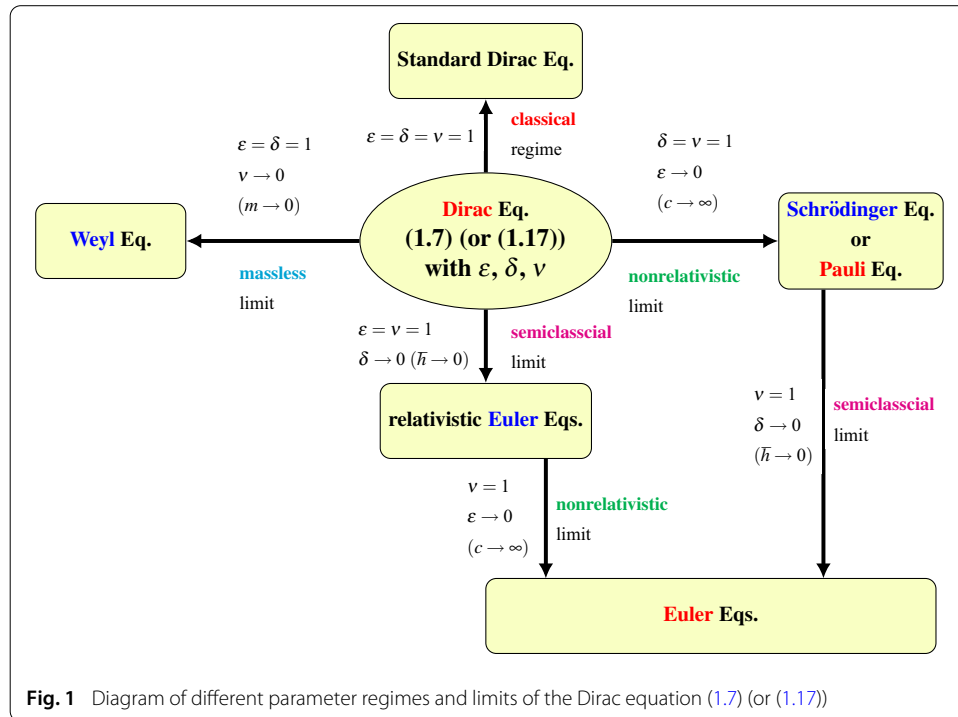 Standard Dirac Eq.
ε = δ = ν = 1
classical
regime
ε = δ = 1
ν → 0
(m → 0)
δ = ν = 1
ε → 0
(c → ∞)
Weyl Eq.
massless
limit
Dirac Eq.
(1.7) (or (1.17))
with ε, δ, ν
nonrelativistic
limit
Schrödinger Eq.
or
Pauli Eq.
ε = ν = 1
δ → 0 (ℏ → 0)
semiclasscial
limit
relativistic Euler Eqs.
ν = 1
δ → 0
(ℏ → 0)
semiclasscial
limit
ν = 1
ε → 0
(c → ∞)
nonrelativistic
limit
Euler Eqs.
Fig. 1 Diagram of different parameter regimes and limits of the Dirac equation (1.7) (or (1.17))